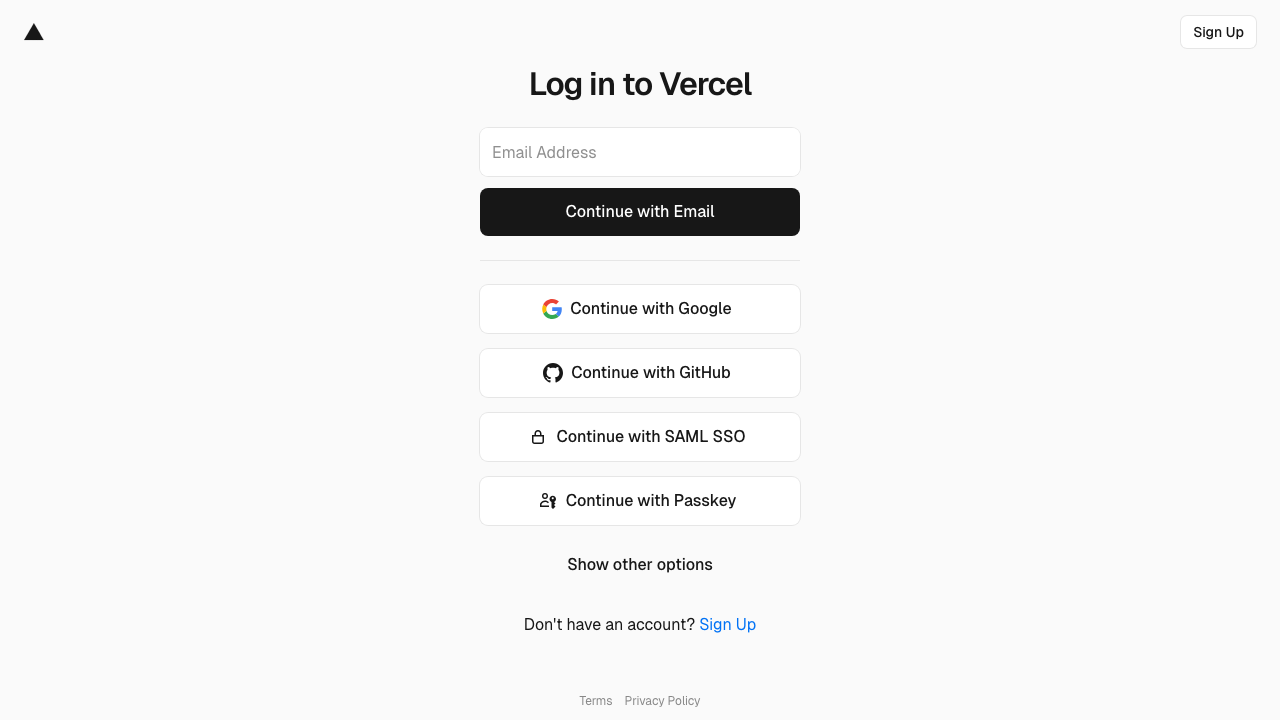 Sign Up
Log in to Vercel
Email Address
Continue with Email
Continue with Google
Continue with GitHub
Continue with SAML SSO
Continue with Passkey
Show other options
Don't have an account? Sign Up
Terms Privacy Policy